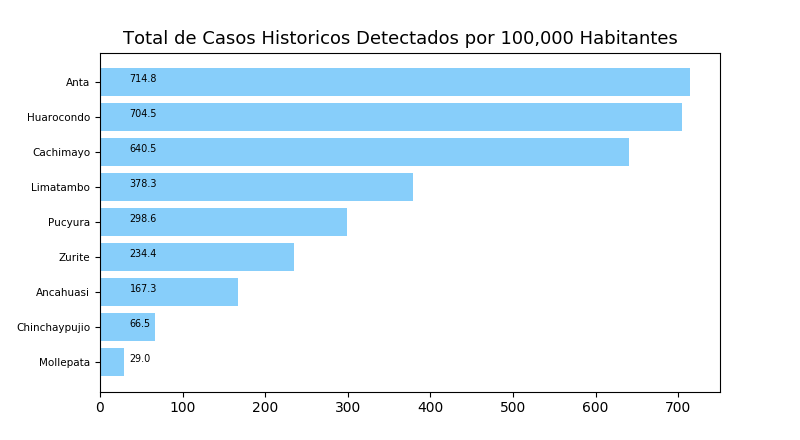 Total de Casos Historicos Detectados por 100,000 Habitantes
Anta 714.8
Huarocondo 704.5
Cachimayo 640.5
Limatambo 378.3
Pucyura 298.6
Zurite 234.4
Ancahuasi 167.3
Chinchaypujio 66.5
Mollepata 29.0
0 100 200 300 400 500 600 700